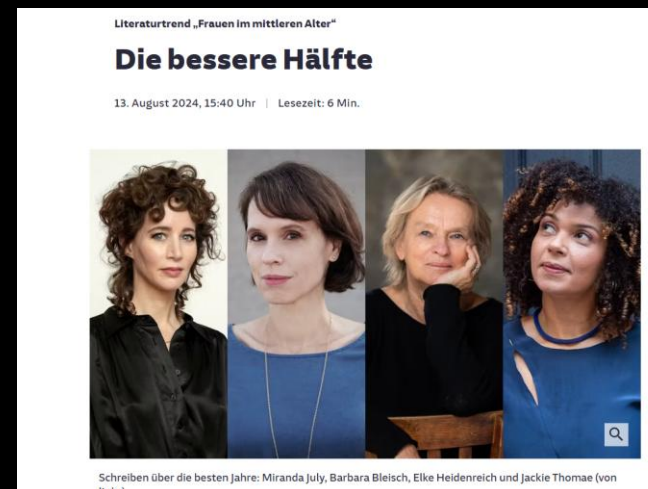 Literaturtrend „Frauen im mittleren Alter“
Die bessere Hälfte
13. August 2024, 15:40 Uhr | Lesezeit: 6 Min.
Schreiben über die besten Jahre: Miranda July, Barbara Bleisch, Elke Heidenreich und Jackie Thomae (von